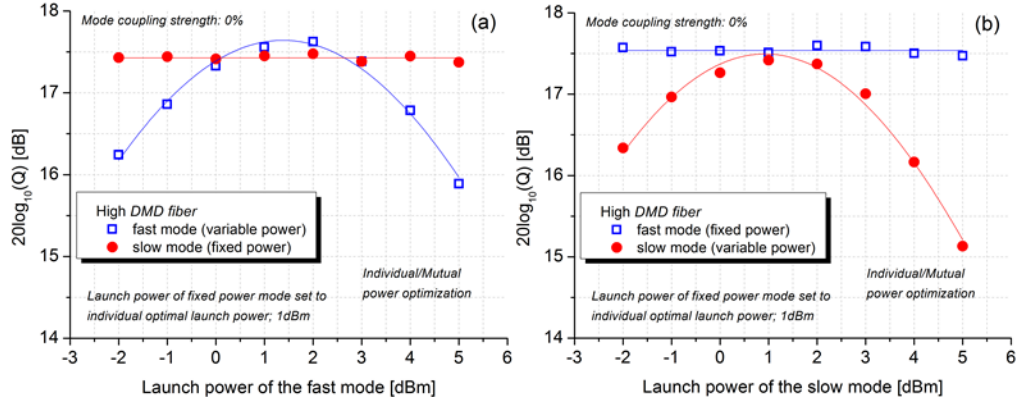 (a)
Mode coupling strength: 0%
18
17
16
15
14
20log10(Q) [dB]
High DMD fiber
fast mode (variable power)
slow mode (fixed power)
Individual/Mutual
power optimization
Launch power of fixed power mode set to
individual optimal launch power; 1dBm
-3 -2 -1 0 1 2 3 4 5 6
Launch power of the fast mode [dBm]
(b)
Mode coupling strength: 0%
18
17
16
15
14
20log10(Q) [dB]
High DMD fiber
fast mode (fixed power)
slow mode (variable power)
Individual/Mutual
power optimization
Launch power of fixed power mode set to
individual optimal launch power; 1dBm
-3 -2 -1 0 1 2 3 4 5 6
Launch power of the slow mode [dBm]